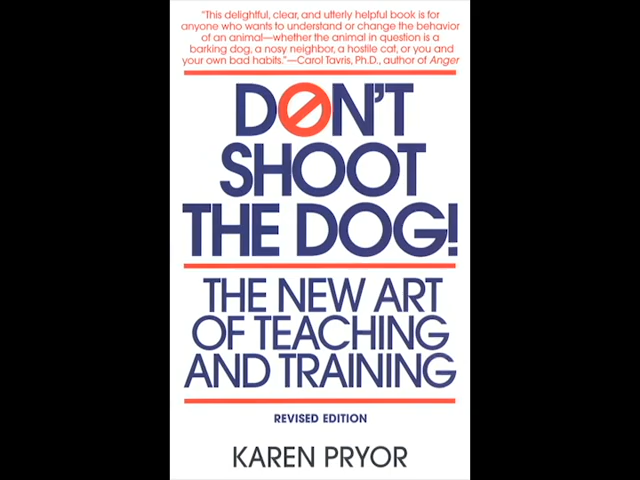 "This delightful, clear, and utterly helpful book is for
anyone who wants to understand or change the behavior
of an animal—whether the animal in question is a
barking dog, a nosy neighbor, a hostile cat, or you and
your own bad habits."—Carol Tavris, Ph.D., author of Anger
DON'T
SHOOT
THE DOG!
THE NEW ART
OF TEACHING
AND TRAINING
REVISED EDITION
KAREN PRYOR